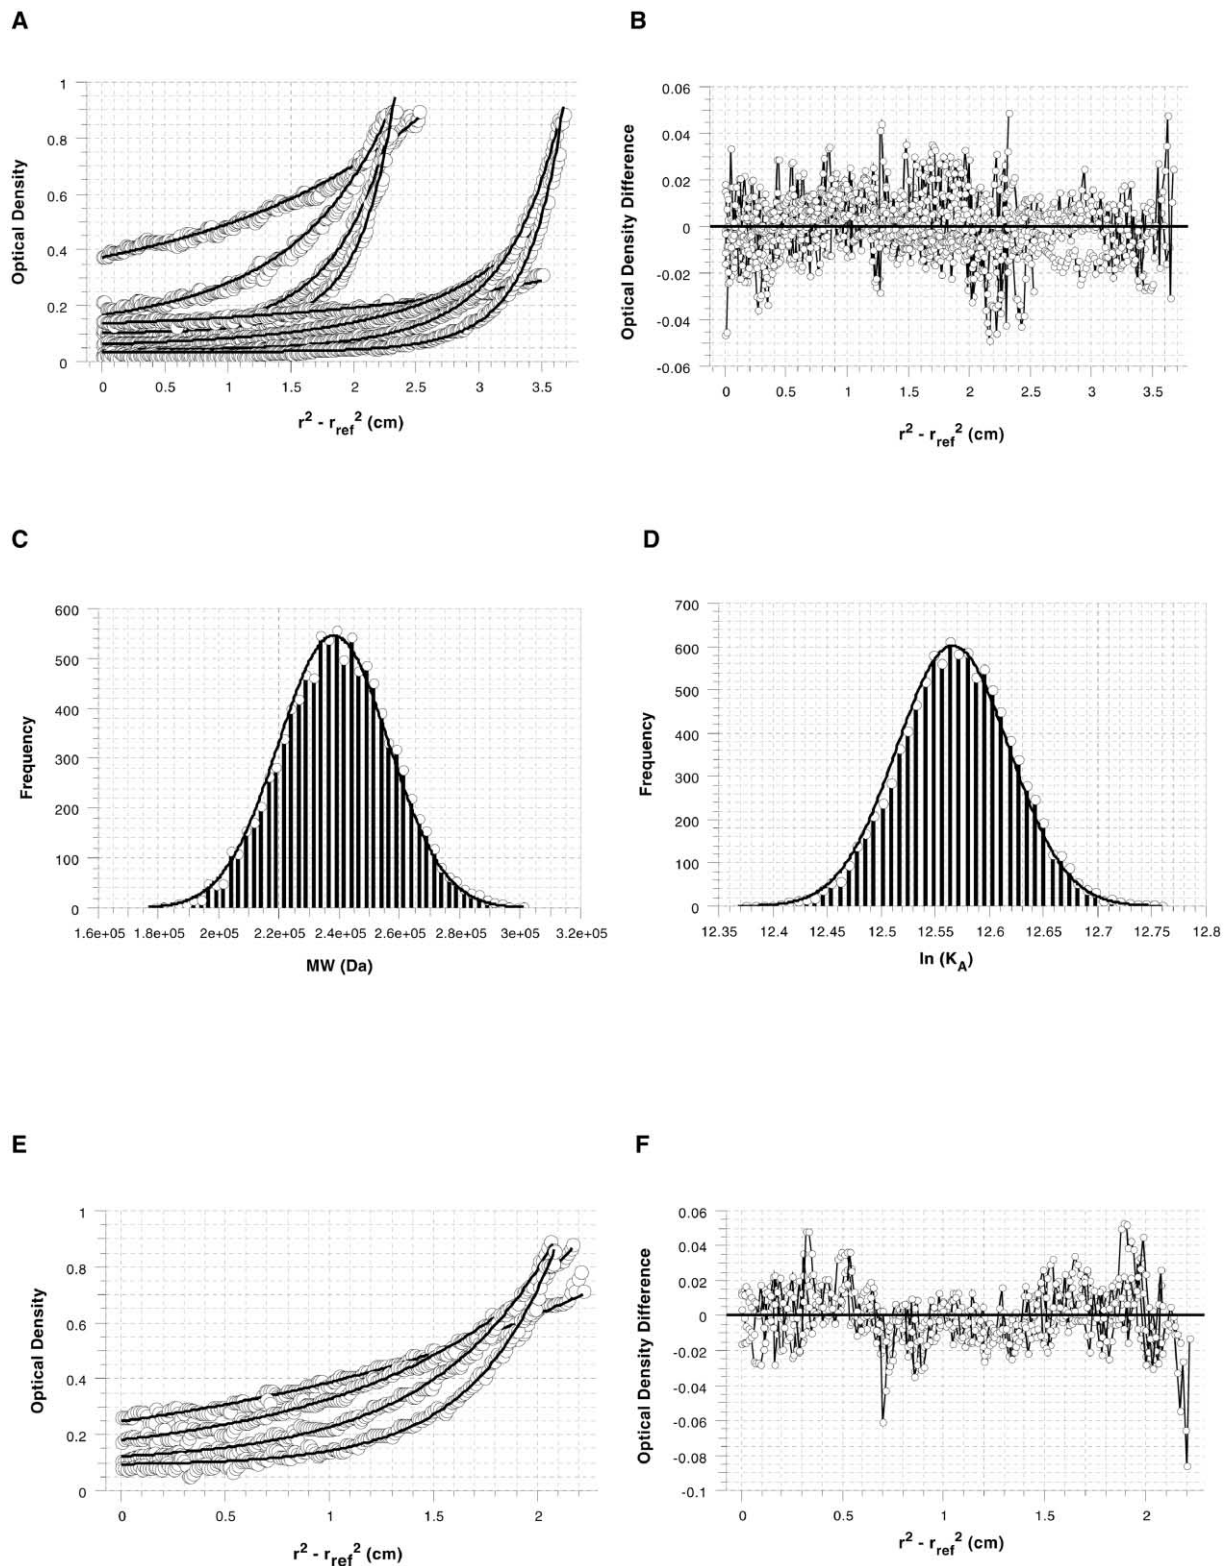 A
B
1
0.8
0.6
0.4
0.2
0
Optical Density
0 0.5 1 1.5 2 2.5 3 3.5
r² - r_ref² (cm)
0.06
0.04
0.02
0
-0.02
-0.04
-0.06
Optical Density Difference
0 0.5 1 1.5 2 2.5 3 3.5
r² - r_ref² (cm)
C
D
600
500
400
300
200
100
0
Frequency
1.6e+05 1.8e+05 2e+05 2.2e+05 2.4e+05 2.6e+05 2.8e+05 3e+05 3.2e+05
MW (Da)
700
600
500
400
300
200
100
0
Frequency
12.35 12.4 12.45 12.5 12.55 12.6 12.65 12.7 12.75 12.8
ln (K_A)
E
F
1
0.8
0.6
0.4
0.2
0
Optical Density
0 0.5 1 1.5 2
r² - r_ref² (cm)
0.06
0.04
0.02
0
-0.02
-0.04
-0.06
-0.08
-0.1
Optical Density Difference
0 0.5 1 1.5 2
r² - r_ref² (cm)